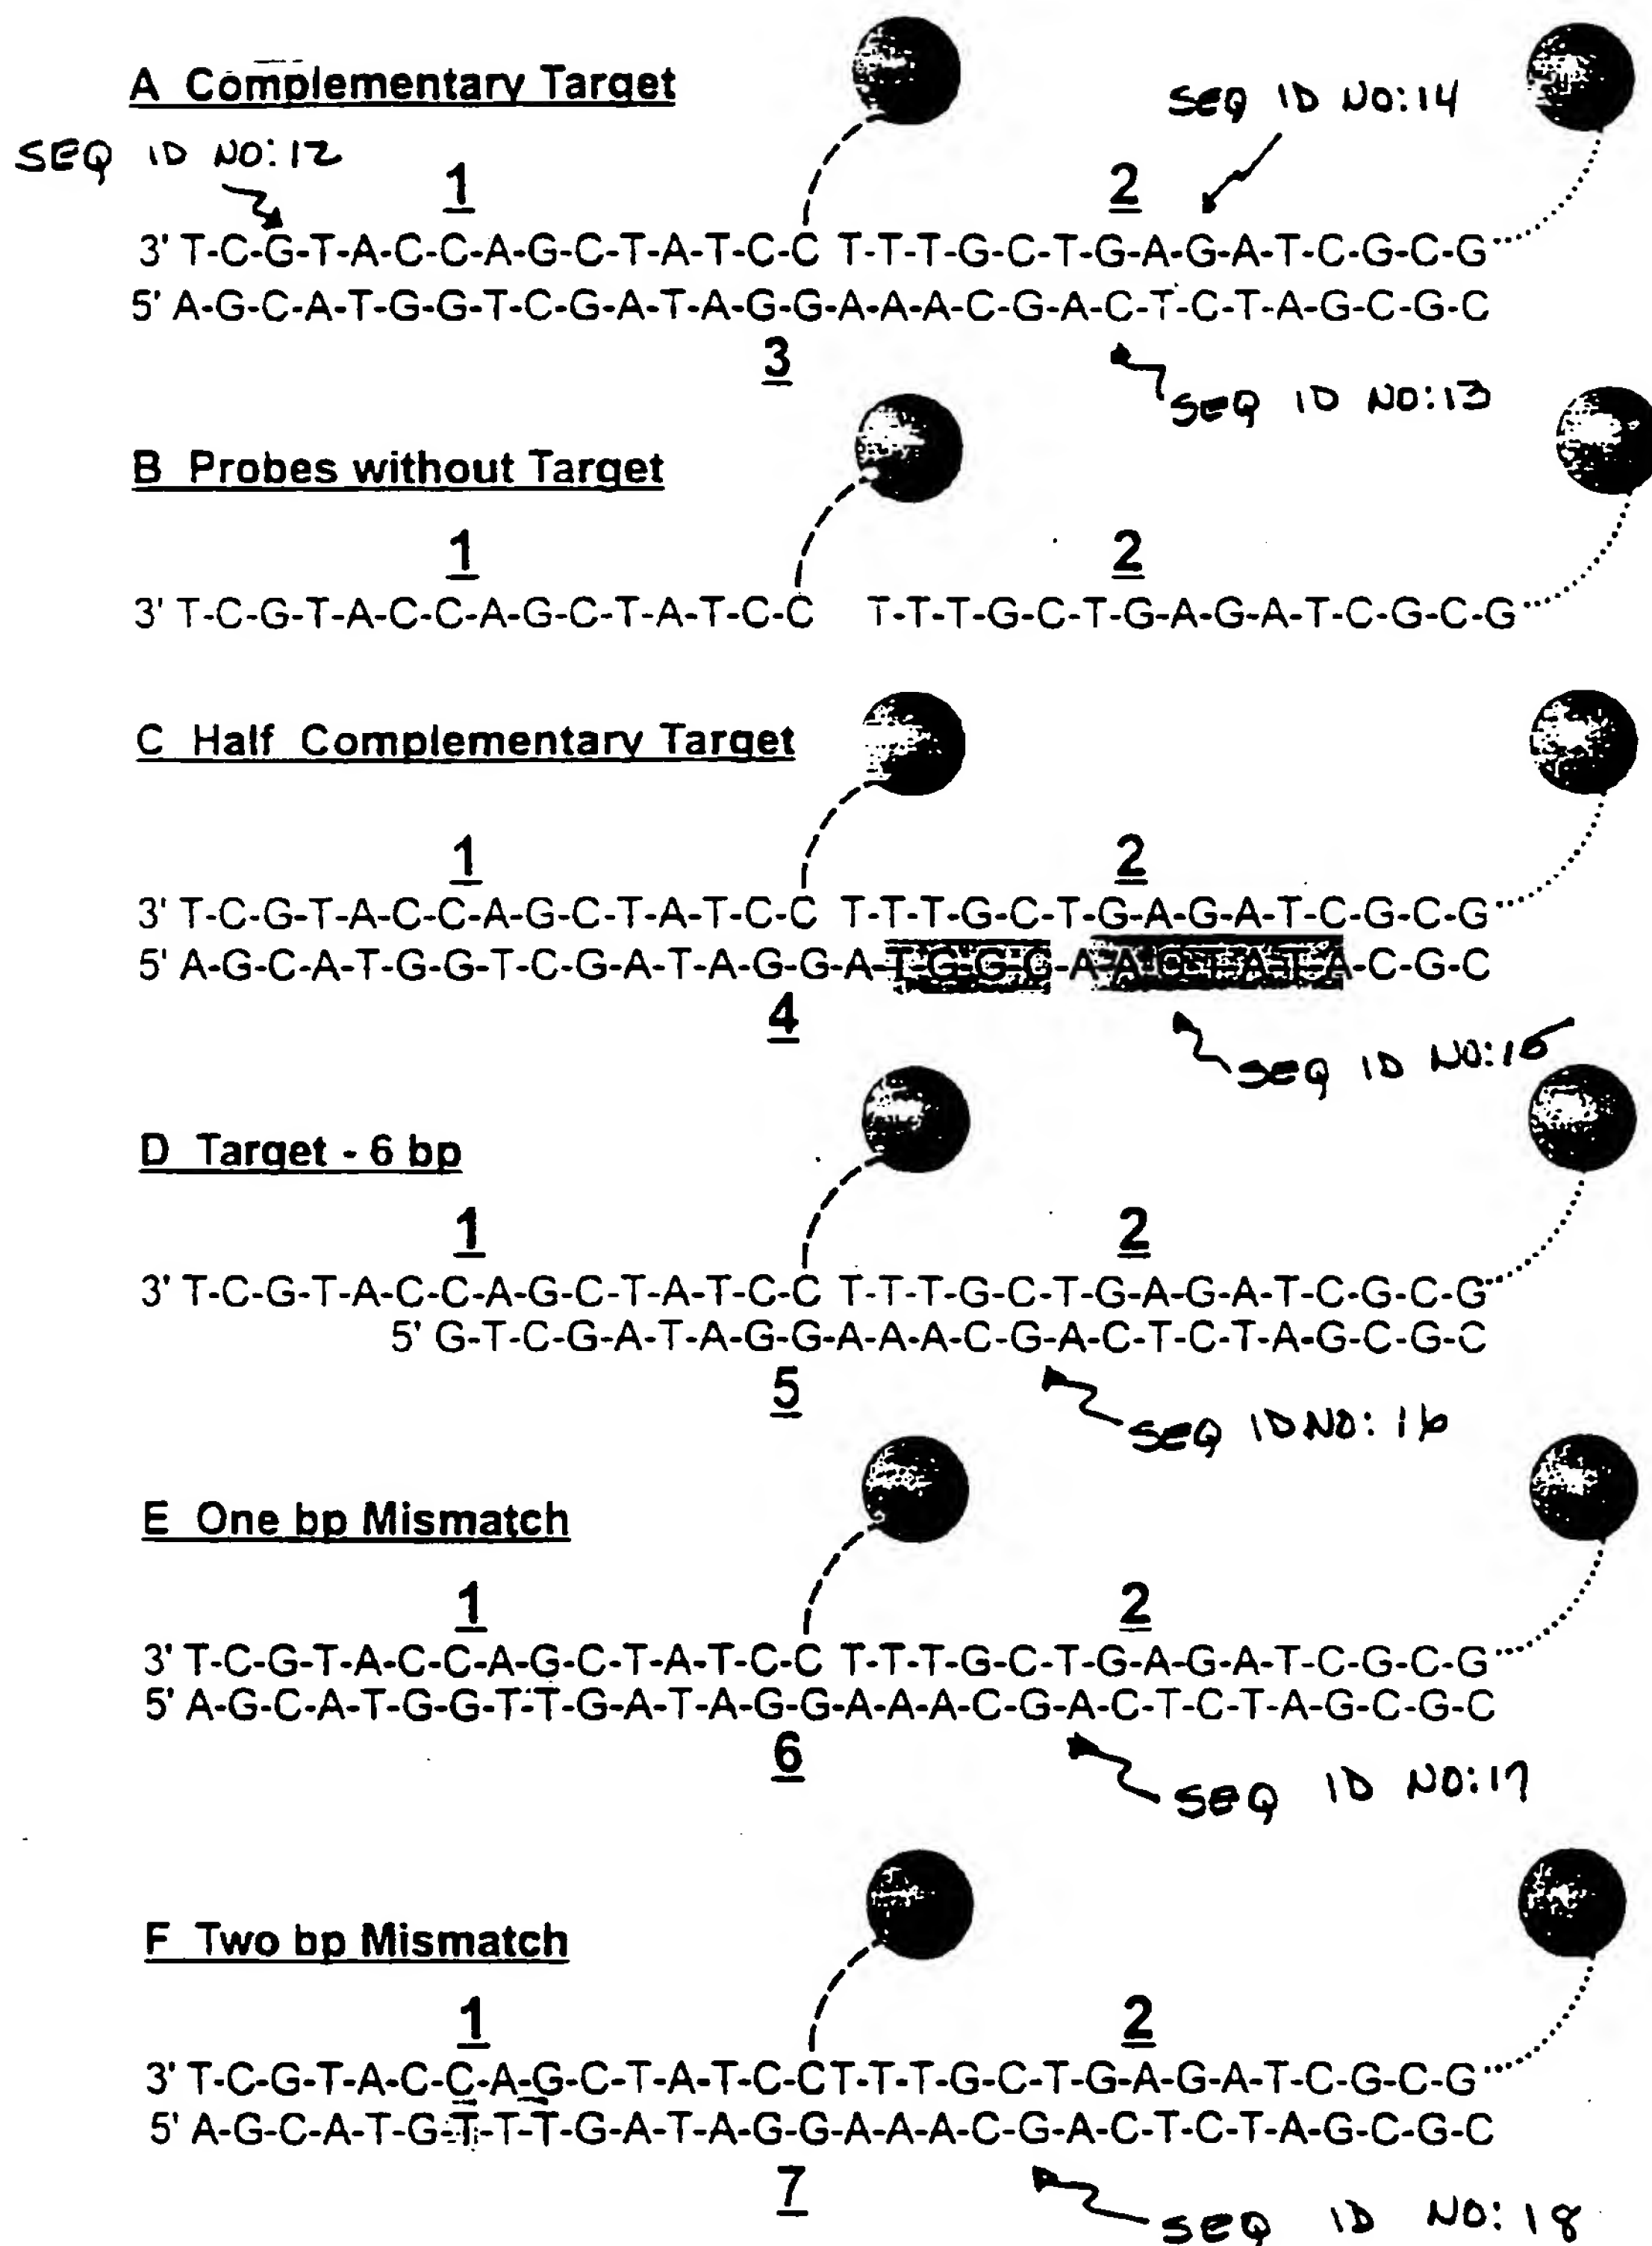 A Complementary Target
SEQ ID NO:14
SEQ ID NO:12
1
2
3' T-C-G-T-A-C-C-A-G-C-T-A-T-C-C T-T-T-G-C-T-G-A-G-A-T-C-G-C-G
5' A-G-C-A-T-G-G-T-C-G-A-T-A-G-G-A-A-A-C-G-A-C-T-C-T-A-G-C-G-C
3
SEQ ID NO:13
B Probes without Target
1
2
3' T-C-G-T-A-C-C-A-G-C-T-A-T-C-C T-T-T-G-C-T-G-A-G-A-T-C-G-C-G
C Half Complementary Target
1
2
3' T-C-G-T-A-C-C-A-G-C-T-A-T-C-C T-T-T-G-C-T-G-A-G-A-T-C-G-C-G
5' A-G-C-A-T-G-G-T-C-G-A-T-A-G-G-A-T-G-G-C-A-A-C-T-A-T-A-C-G-C
4
SEQ ID NO:15
D Target - 6 bp
1
2
3' T-C-G-T-A-C-C-A-G-C-T-A-T-C-C T-T-T-G-C-T-G-A-G-A-T-C-G-C-G
5' G-T-C-G-A-T-A-G-G-A-A-A-C-G-A-C-T-C-T-A-G-C-G-C
5
SEQ ID NO: 16
E One bp Mismatch
1
2
3' T-C-G-T-A-C-C-A-G-C-T-A-T-C-C T-T-T-G-C-T-G-A-G-A-T-C-G-C-G
5' A-G-C-A-T-G-G-T-T-G-A-T-A-G-G-A-A-A-C-G-A-C-T-C-T-A-G-C-G-C
6
SEQ ID NO:17
F Two bp Mismatch
1
2
3' T-C-G-T-A-C-C-A-G-C-T-A-T-C-CT-T-T-G-C-T-G-A-G-A-T-C-G-C-G
5' A-G-C-A-T-G-T-T-T-G-A-T-A-G-G-A-A-A-C-G-A-C-T-C-T-A-G-C-G-C
7
SEQ ID NO: 18